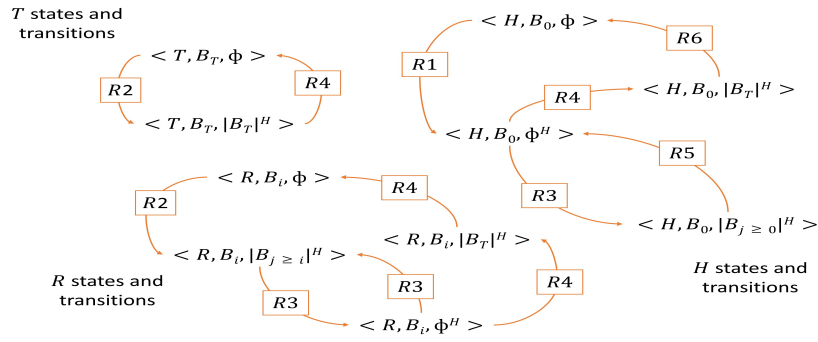 T states and
transitions
< T, B_T, ϕ >
R2
R4
< T, B_T, |B_T|^H >
< H, B_0, ϕ >
R1
R6
< H, B_0, |B_T|^H >
R4
< H, B_0, ϕ^H >
R5
R3
< H, B_0, |B_{j ≥ 0}|^H >
H states and
transitions
< R, B_i, ϕ >
R2
R4
< R, B_i, |B_T|^H >
< R, B_i, |B_{j ≥ i}|^H >
R3
R3
R4
< R, B_i, ϕ^H >
R states and
transitions